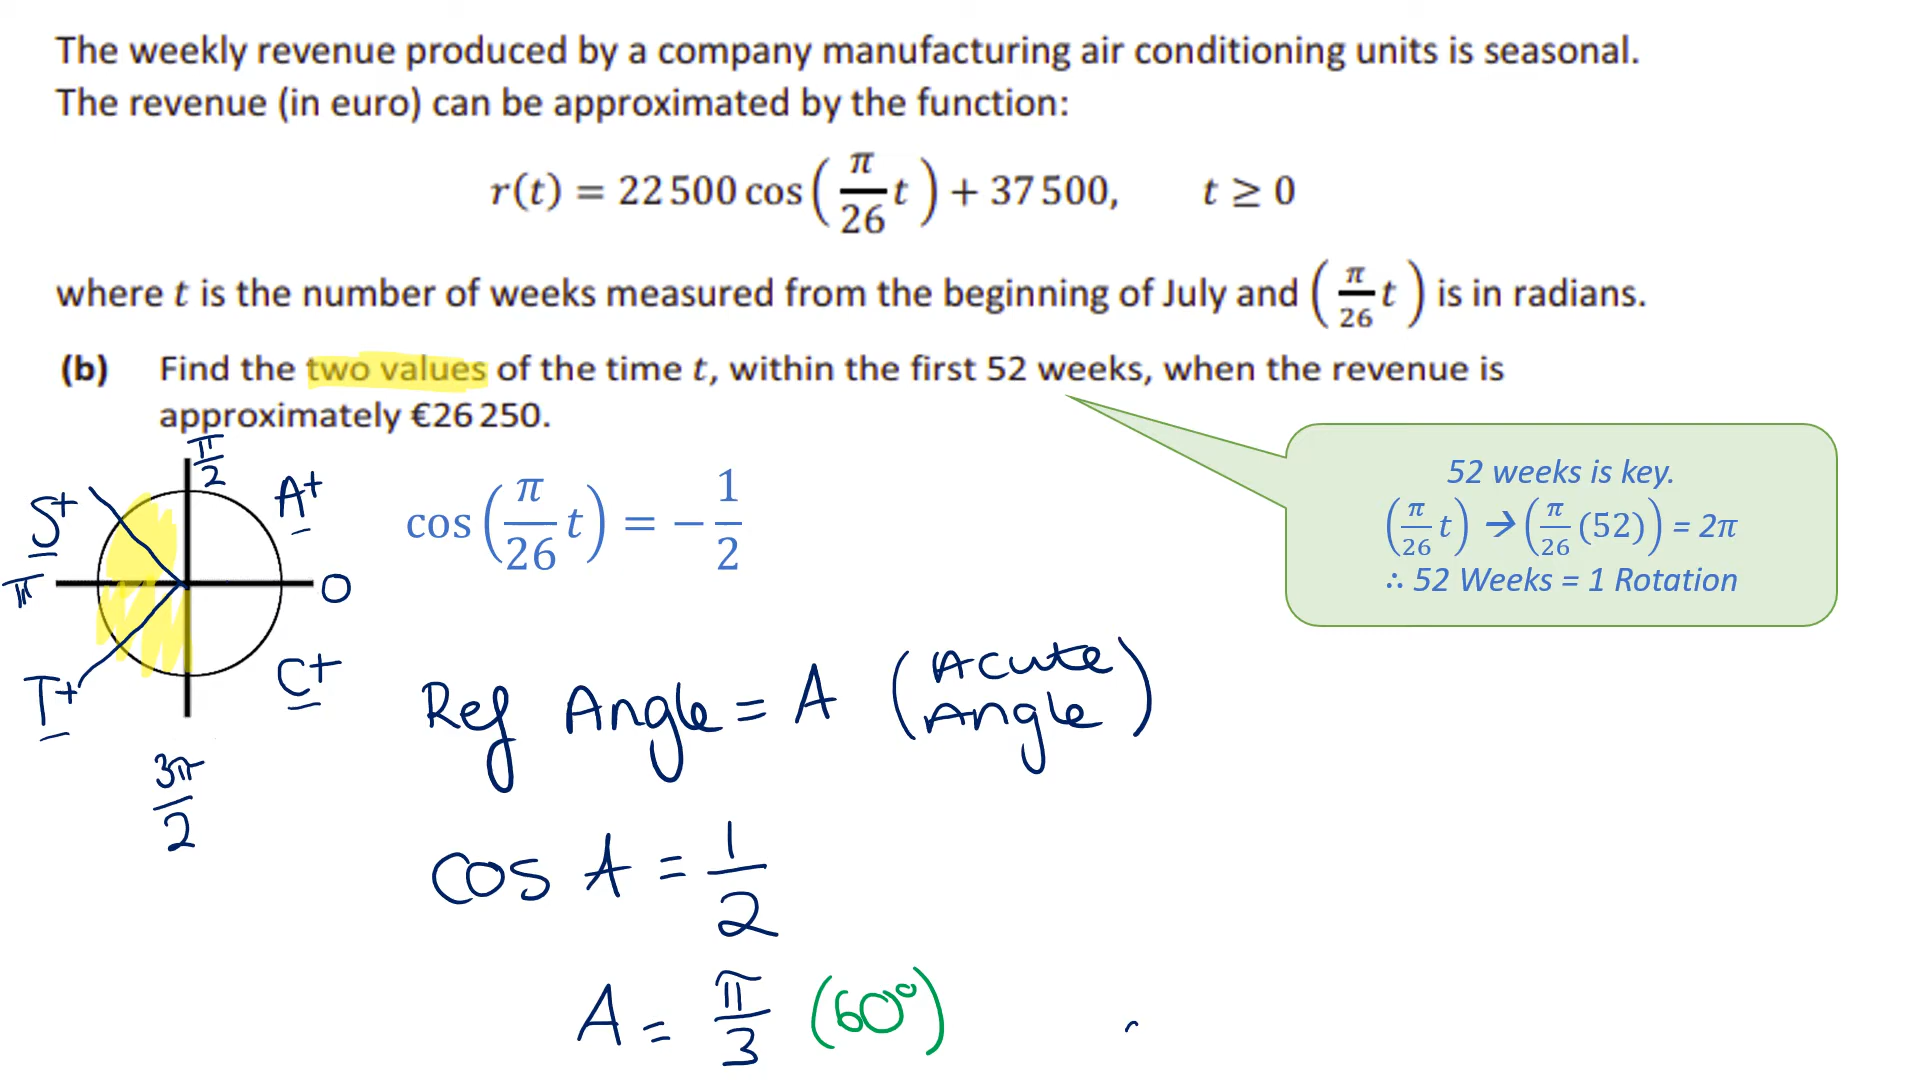 The weekly revenue produced by a company manufacturing air conditioning units is seasonal.
The revenue (in euro) can be approximated by the function:
r(t) = 22 500 cos (π/26 t) + 37 500, t ≥ 0
where t is the number of weeks measured from the beginning of July and (π/26 t) is in radians.
(b) Find the two values of the time t, within the first 52 weeks, when the revenue is
approximately €26 250.
52 weeks is key.
(π/26 t) → (π/26 (52)) = 2π
∴ 52 Weeks = 1 Rotation
π/2
S+
A+
π
0
T+
C+
3π/2
cos (π/26 t) = − 1/2
Ref Angle = A (Acute Angle)
cos A = 1/2
A = π/3 (60°)